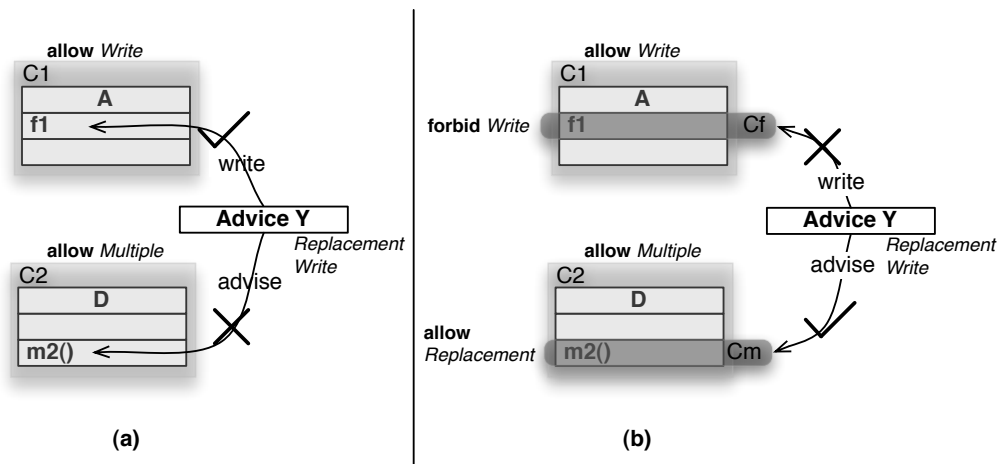 allow Write
C1
A
f1
write
Advice Y
Replacement
Write
allow Multiple
C2
advise
D
m2()
(a)
allow Write
C1
A
forbid Write
f1
Cf
write
Advice Y
Replacement
Write
allow Multiple
advise
C2
D
allow
Replacement
m2()
Cm
(b)